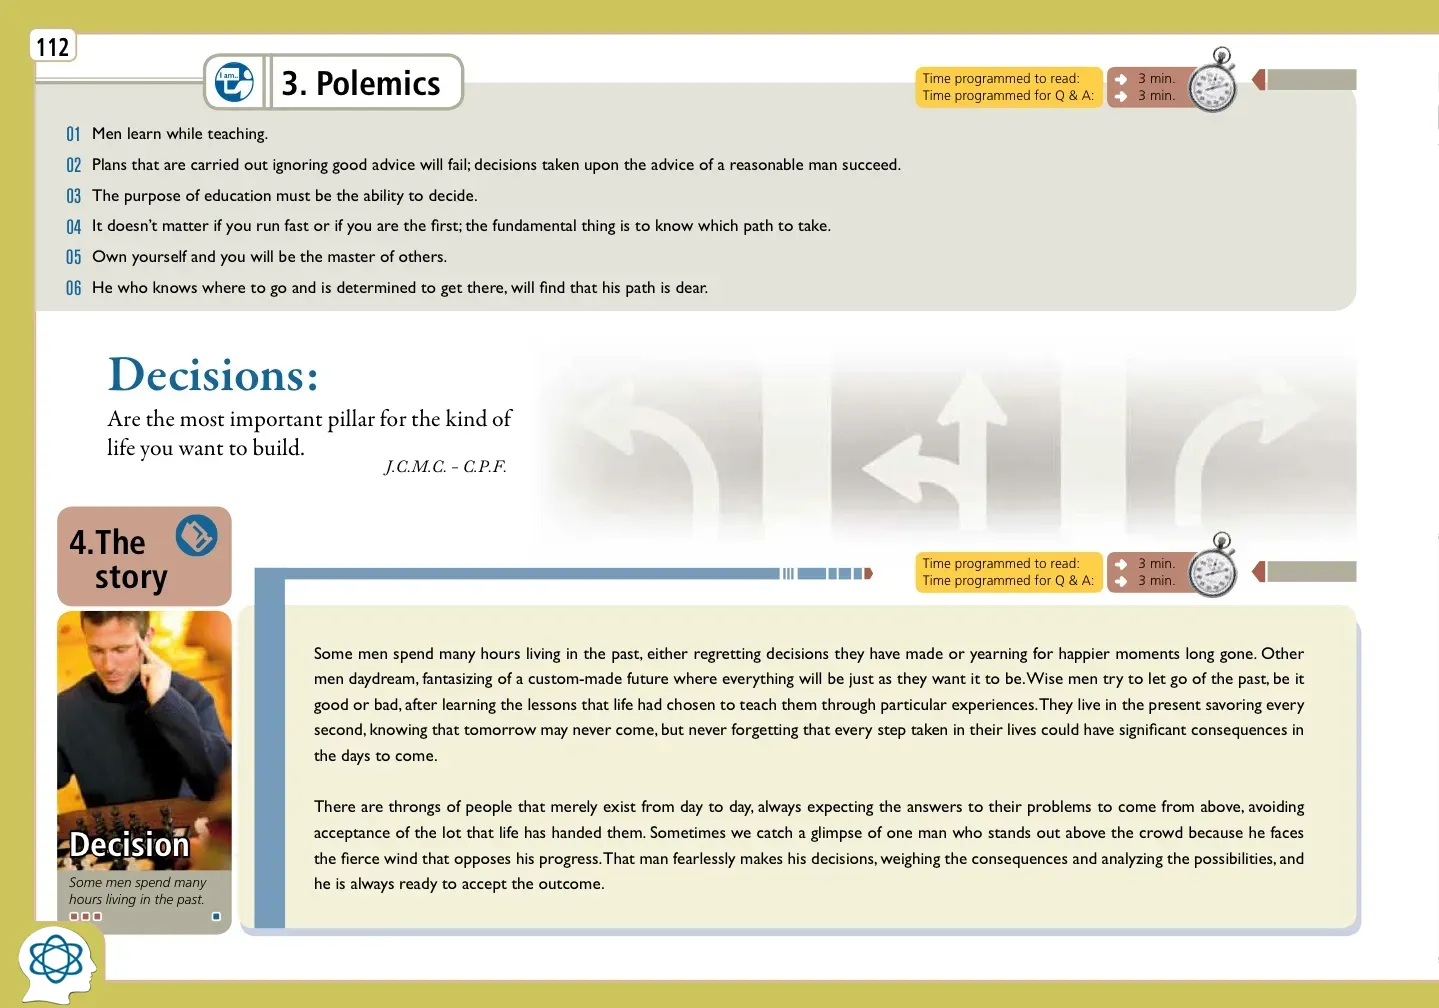 112
I am...
3. Polemics
Time programmed to read: 3 min.
Time programmed for Q & A: 3 min.
01 Men learn while teaching.
02 Plans that are carried out ignoring good advice will fail; decisions taken upon the advice of a reasonable man succeed.
03 The purpose of education must be the ability to decide.
04 It doesn't matter if you run fast or if you are the first; the fundamental thing is to know which path to take.
05 Own yourself and you will be the master of others.
06 He who knows where to go and is determined to get there, will find that his path is dear.
Decisions:
Are the most important pillar for the kind of
life you want to build.
J.C.M.C. – C.P.F.
4.The
story
Time programmed to read: 3 min.
Time programmed for Q & A: 3 min.
Some men spend many hours living in the past, either regretting decisions they have made or yearning for happier moments long gone. Other
men daydream, fantasizing of a custom-made future where everything will be just as they want it to be.Wise men try to let go of the past, be it
good or bad, after learning the lessons that life had chosen to teach them through particular experiences.They live in the present savoring every
second, knowing that tomorrow may never come, but never forgetting that every step taken in their lives could have significant consequences in
the days to come.
There are throngs of people that merely exist from day to day, always expecting the answers to their problems to come from above, avoiding
acceptance of the lot that life has handed them. Sometimes we catch a glimpse of one man who stands out above the crowd because he faces
the fierce wind that opposes his progress.That man fearlessly makes his decisions, weighing the consequences and analyzing the possibilities, and
he is always ready to accept the outcome.
Decision
Some men spend many
hours living in the past.